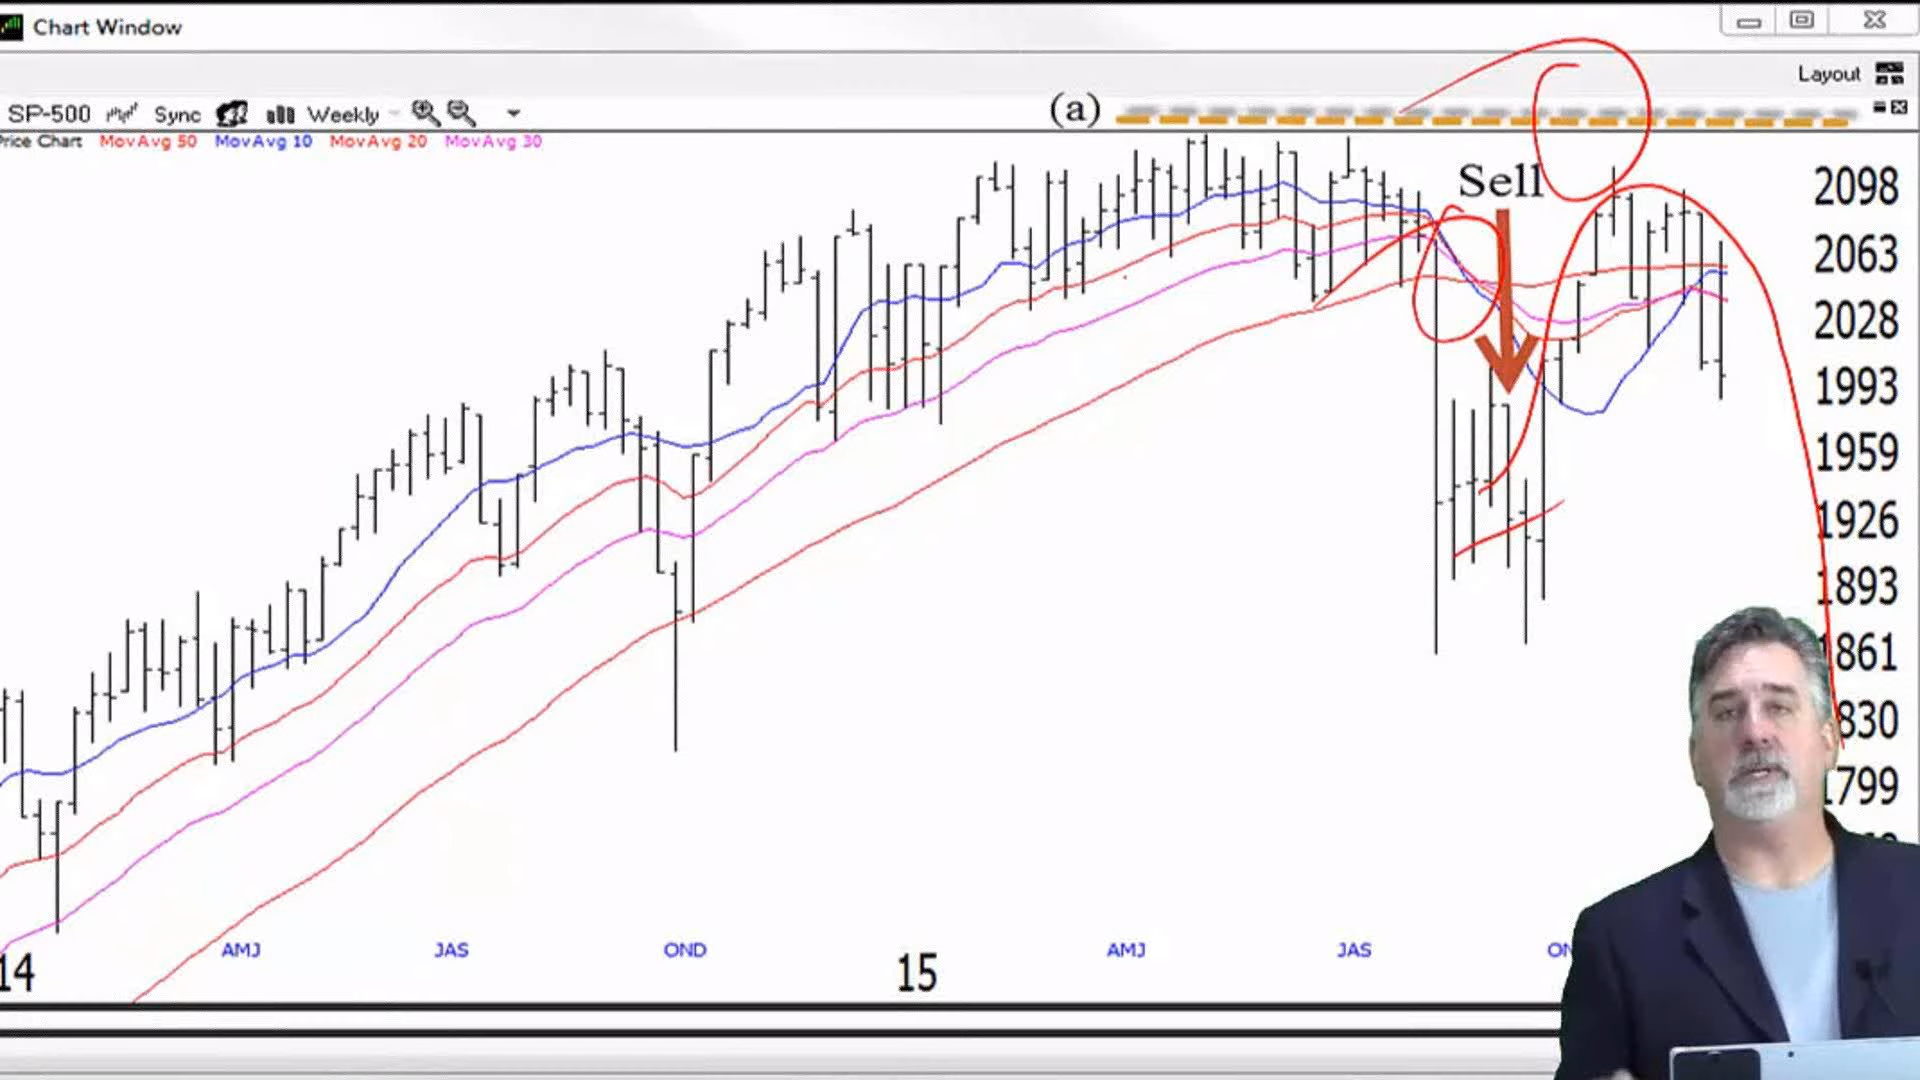 Chart Window
Layout
SP-500 Sync Weekly
(a)
Price Chart MovAvg 50 MovAvg 10 MovAvg 20 MovAvg 30
Sell
2098
2063
2028
1993
1959
1926
1893
1861
830
1799
AMJ JAS OND AMJ JAS ON
14 15